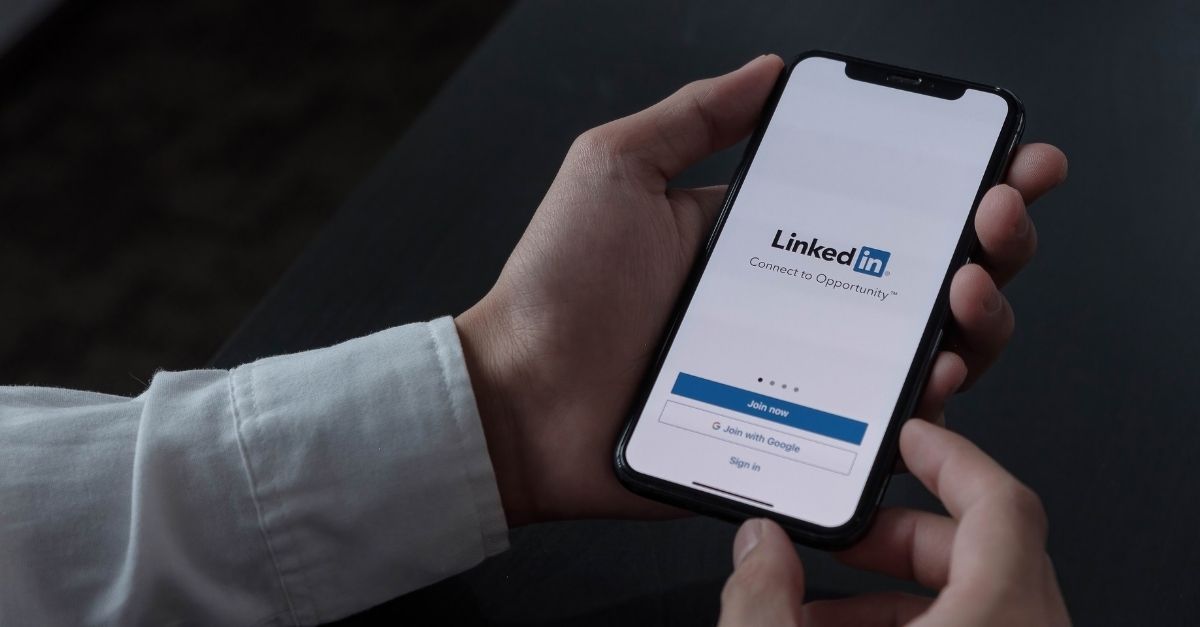 Linkedin®
Connect to Opportunity™
Join now
G Join with Google
Sign in